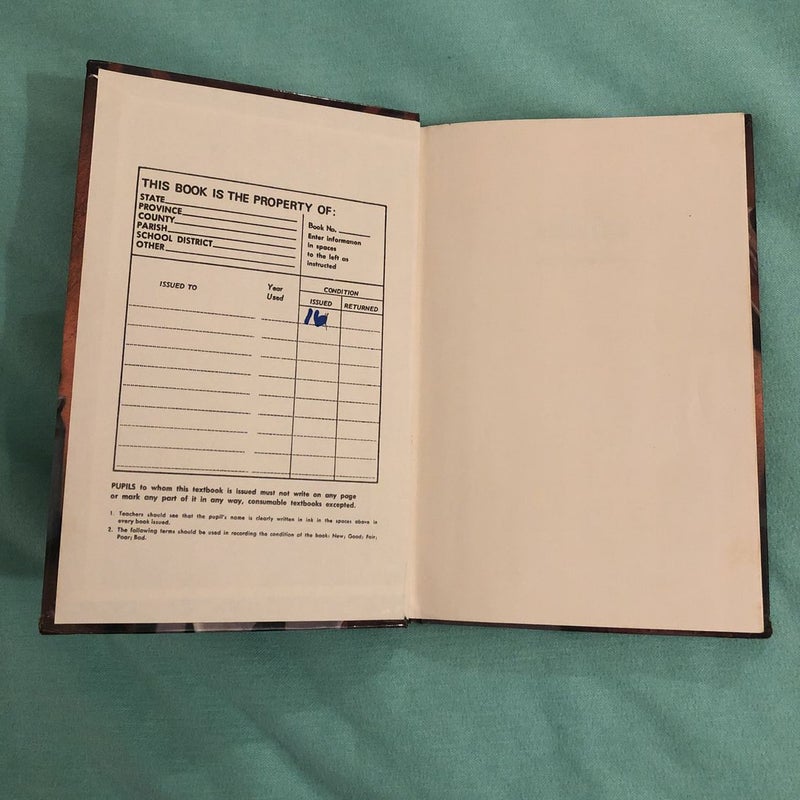 THIS BOOK IS THE PROPERTY OF:
STATE
PROVINCE
COUNTY
PARISH
SCHOOL DISTRICT
OTHER
Book No.
Enter information
in spaces
to the left as
instructed
ISSUED TO
Year
Used
CONDITION
ISSUED
RETURNED
16
PUPILS to whom this textbook is issued must not write on any page
or mark any part of it in any way, consumable textbooks excepted.
1. Teachers should see that the pupil's name is clearly written in ink in the spaces above in
every book issued.
2. The following terms should be used in recording the condition of the book: New; Good; Fair;
Poor; Bad.